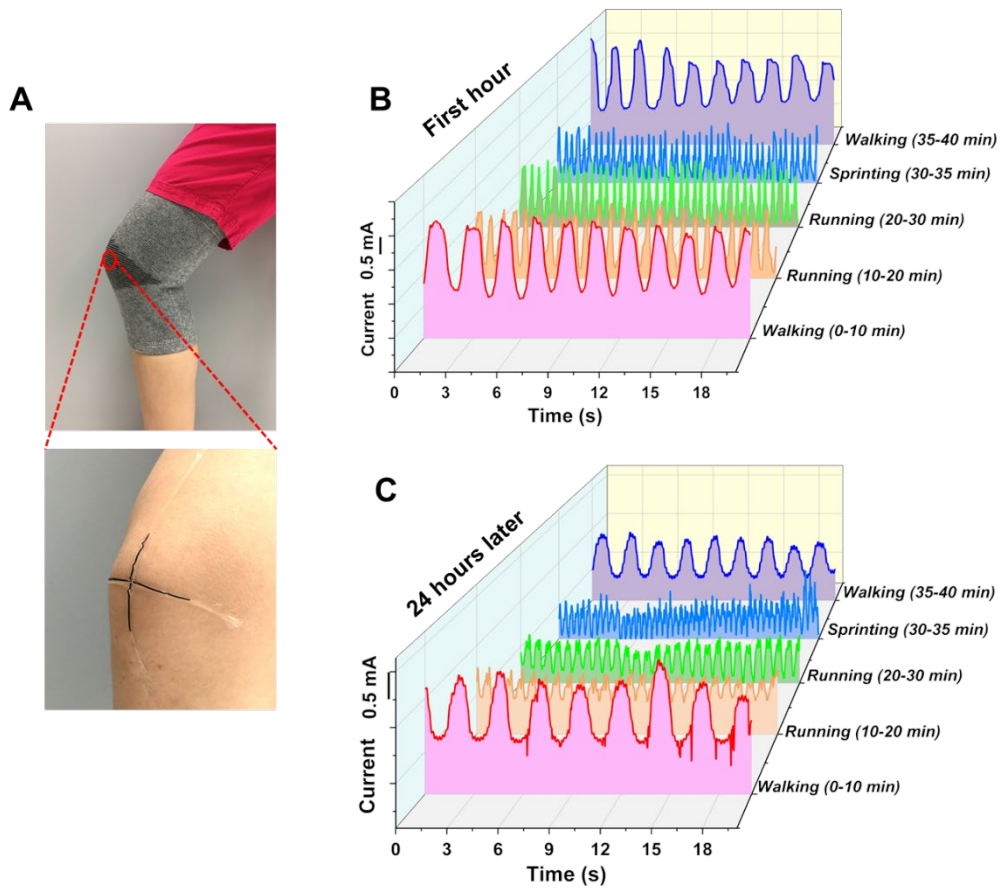 A
B
First hour
Current 0.5 mA
0 3 6 9 12 15 18
Time (s)
Walking (35-40 min)
Sprinting (30-35 min)
Running (20-30 min)
Running (10-20 min)
Walking (0-10 min)
C
24 hours later
Current 0.5 mA
0 3 6 9 12 15 18
Time (s)
Walking (35-40 min)
Sprinting (30-35 min)
Running (20-30 min)
Running (10-20 min)
Walking (0-10 min)